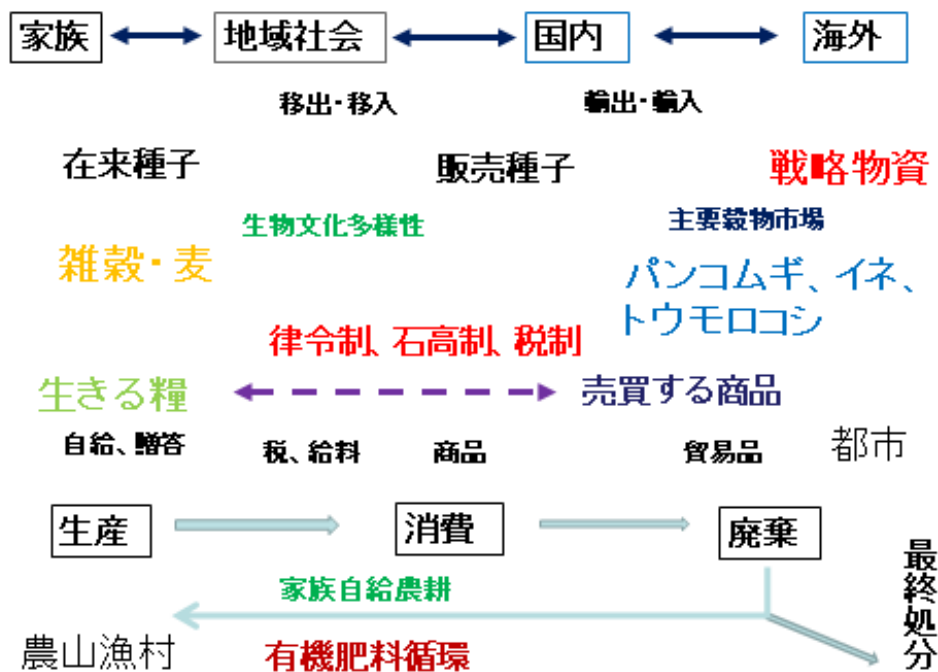 家族 地域社会 国内 海外
移出・移入 輸出・輸入
在来種子 販売種子 戦略物資
生物文化多様性 主要穀物市場
雑穀・麦 パンコムギ、イネ、
トウモロコシ
律令制、石高制、税制
生きる糧 売買する商品
自給、贈答 税、給料 商品 貿易品 都市
生産 消費 廃棄
最終処分
家族自給農耕
農山漁村 有機肥料循環